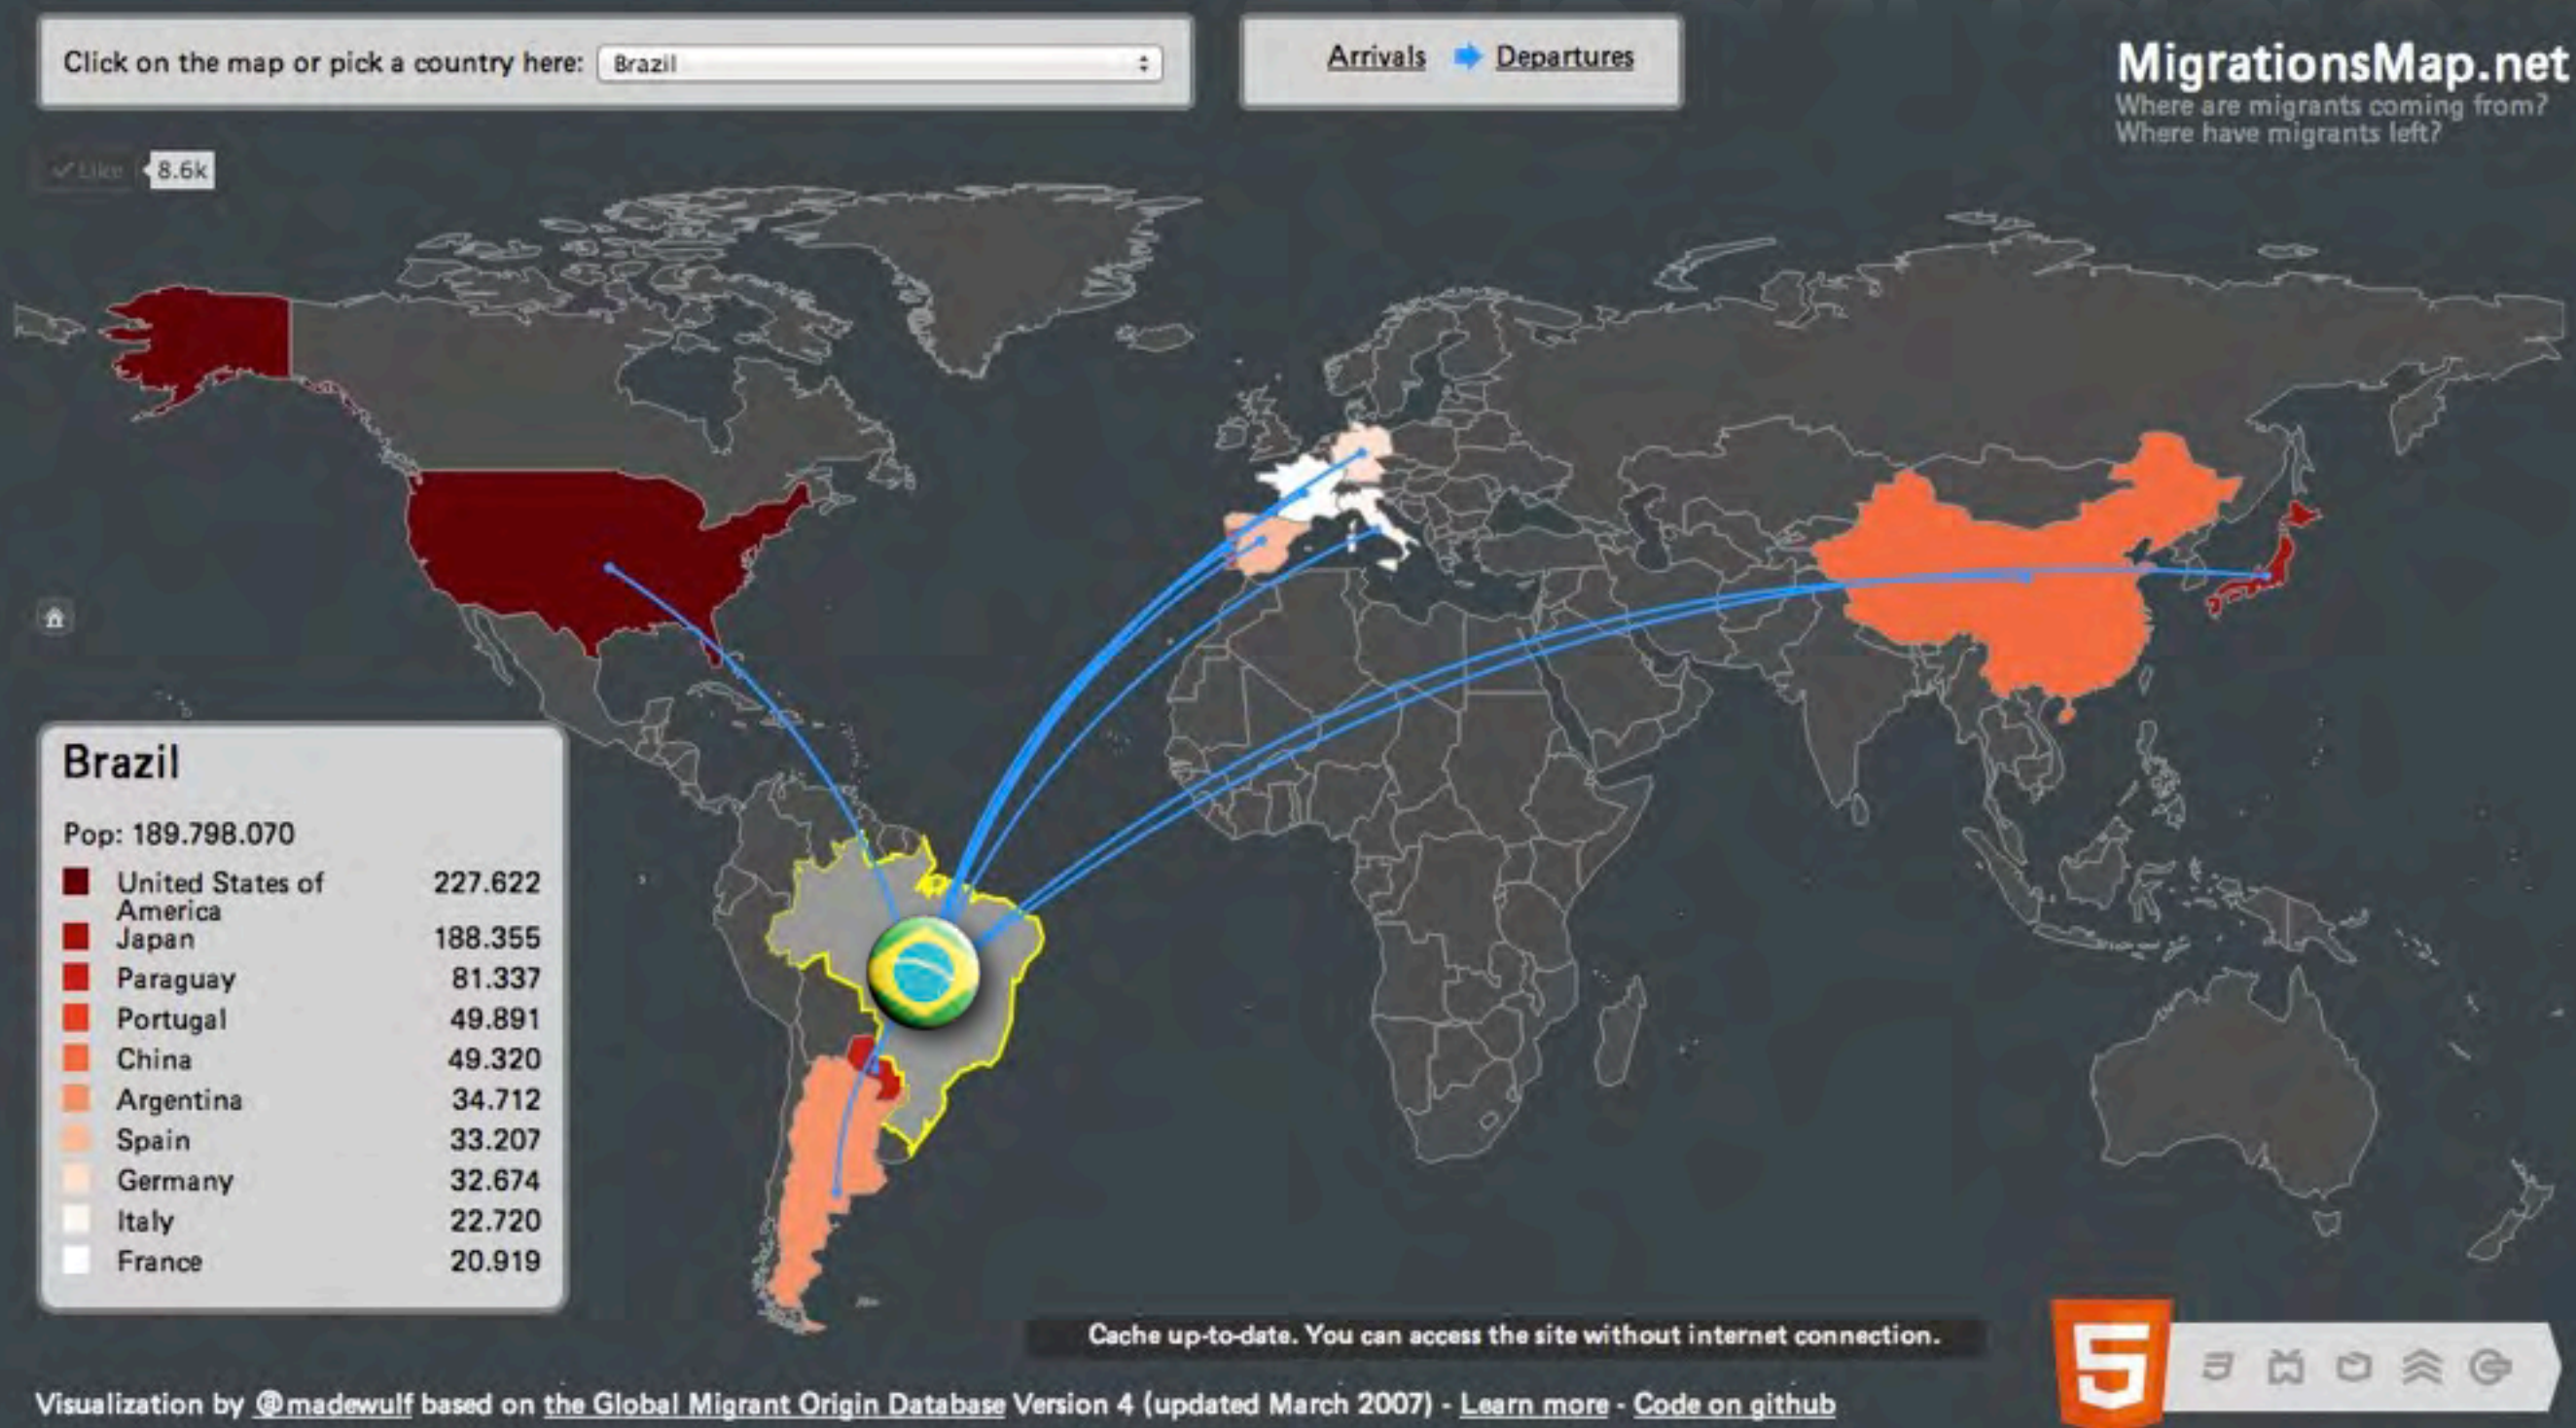 Click on the map or pick a country here: Brazil
Arrivals Departures
MigrationsMap.net
Where are migrants coming from?
Where have migrants left?
Like 8.6k
Brazil
Pop: 189.798.070
United States of America 227.622
Japan 188.355
Paraguay 81.337
Portugal 49.891
China 49.320
Argentina 34.712
Spain 33.207
Germany 32.674
Italy 22.720
France 20.919
Cache up-to-date. You can access the site without internet connection.
Visualization by @madewulf based on the Global Migrant Origin Database Version 4 (updated March 2007) - Learn more - Code on github
5